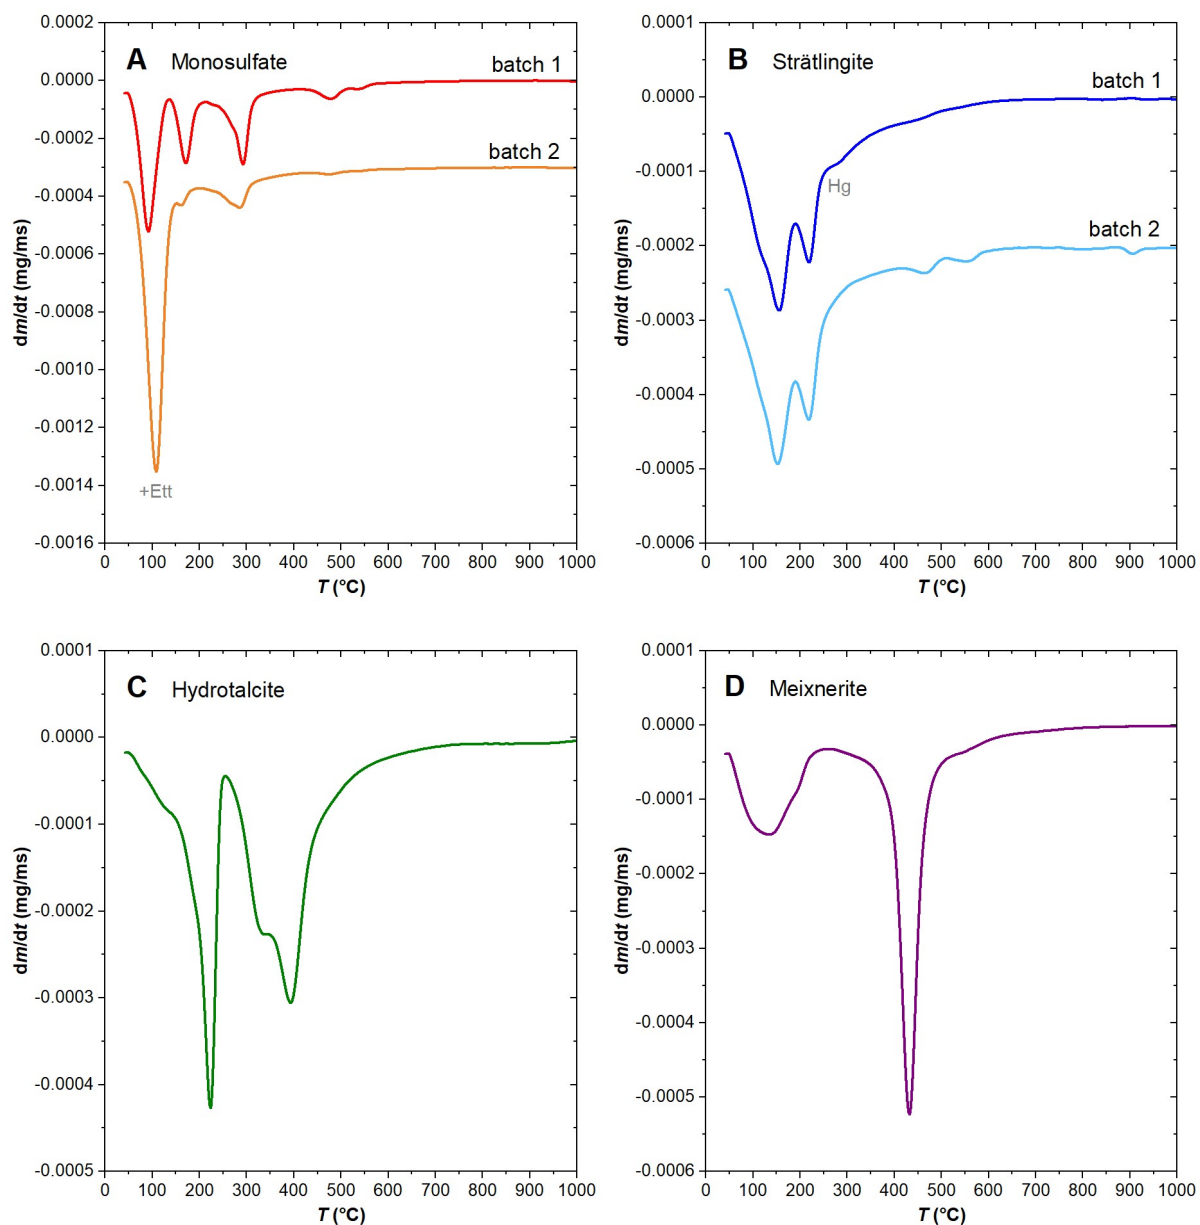 A Monosulfate
batch 1
batch 2
+Ett
0.0002
0.0000
-0.0002
-0.0004
-0.0006
-0.0008
-0.0010
-0.0012
-0.0014
-0.0016
dm/dt (mg/ms)
0 100 200 300 400 500 600 700 800 900 1000
T (°C)
B Strätlingite
batch 1
Hg
batch 2
0.0001
0.0000
-0.0001
-0.0002
-0.0003
-0.0004
-0.0005
-0.0006
dm/dt (mg/ms)
0 100 200 300 400 500 600 700 800 900 1000
T (°C)
C Hydrotalcite
0.0001
0.0000
-0.0001
-0.0002
-0.0003
-0.0004
-0.0005
dm/dt (mg/ms)
0 100 200 300 400 500 600 700 800 900 1000
T (°C)
D Meixnerite
0.0001
0.0000
-0.0001
-0.0002
-0.0003
-0.0004
-0.0005
-0.0006
dm/dt (mg/ms)
0 100 200 300 400 500 600 700 800 900 1000
T (°C)